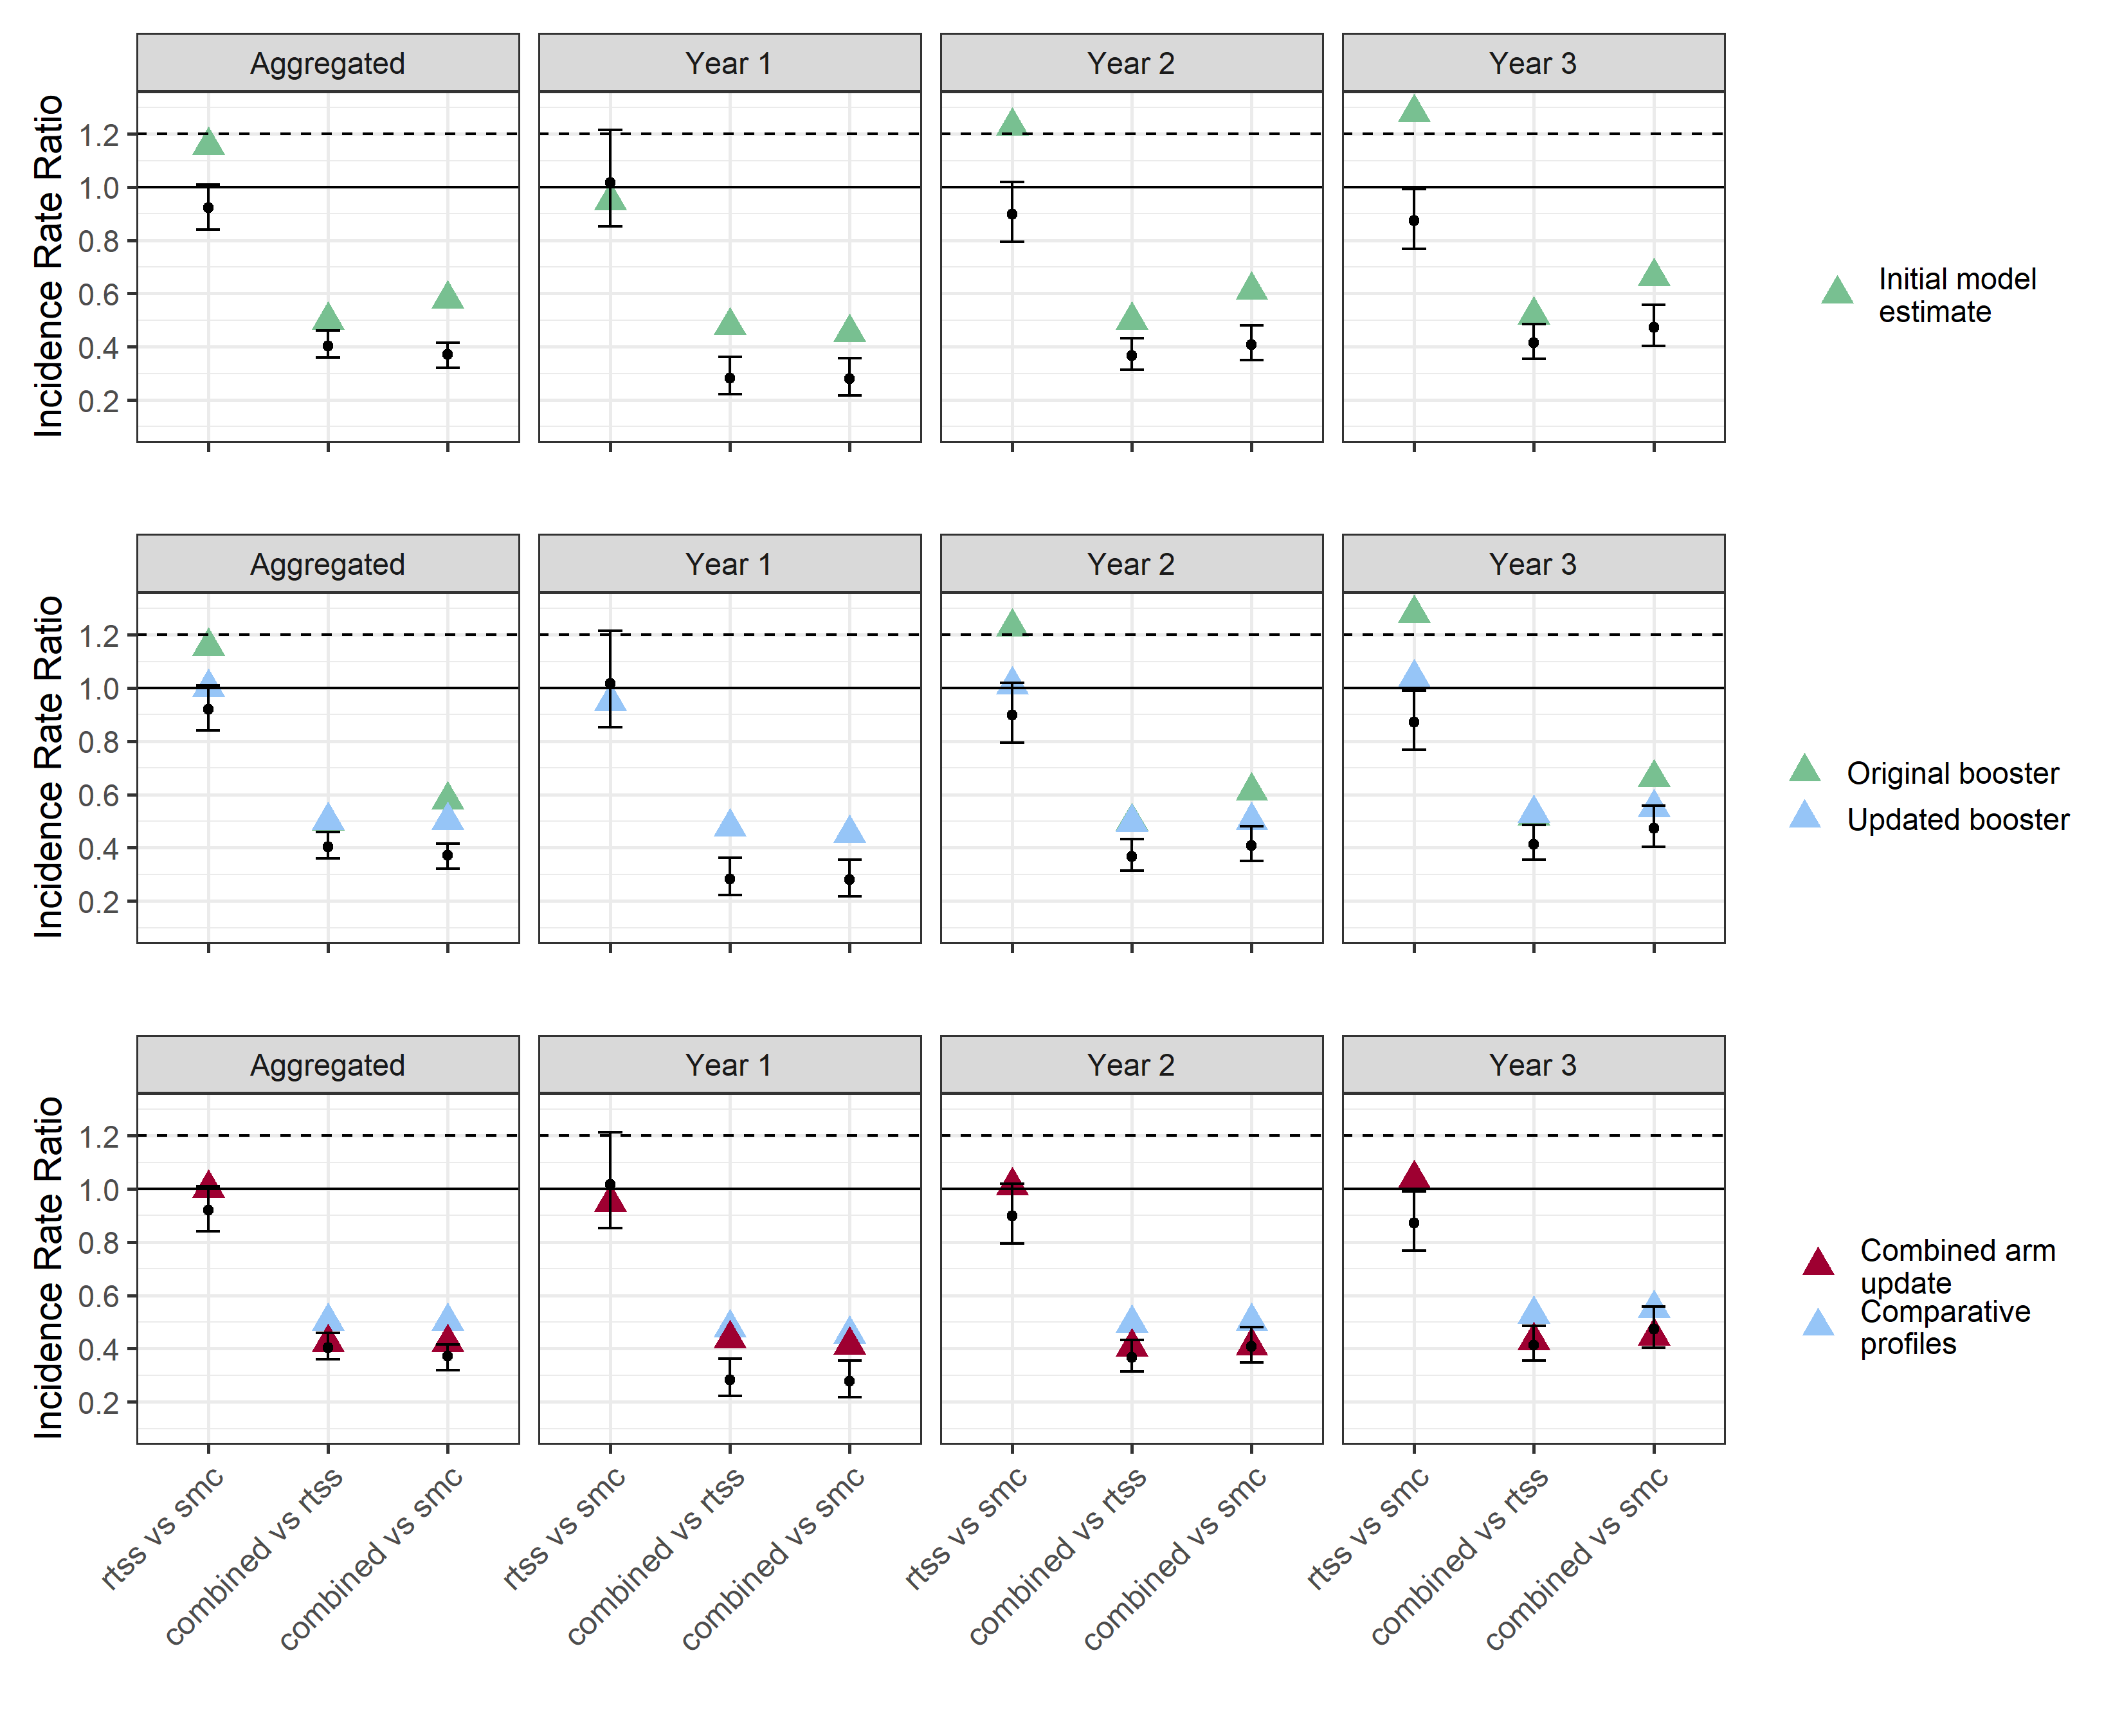 Aggregated
Year 1
Year 2
Year 3
Incidence Rate Ratio
1.2
1.0
0.8
0.6
0.4
0.2
Initial model
estimate
Aggregated
Year 1
Year 2
Year 3
Incidence Rate Ratio
1.2
1.0
0.8
0.6
0.4
0.2
Original booster
Updated booster
Aggregated
Year 1
Year 2
Year 3
Incidence Rate Ratio
1.2
1.0
0.8
0.6
0.4
0.2
Combined arm
update
Comparative
profiles
rtss vs smc
combined vs rtss
combined vs smc
rtss vs smc
combined vs rtss
combined vs smc
rtss vs smc
combined vs rtss
combined vs smc
rtss vs smc
combined vs rtss
combined vs smc